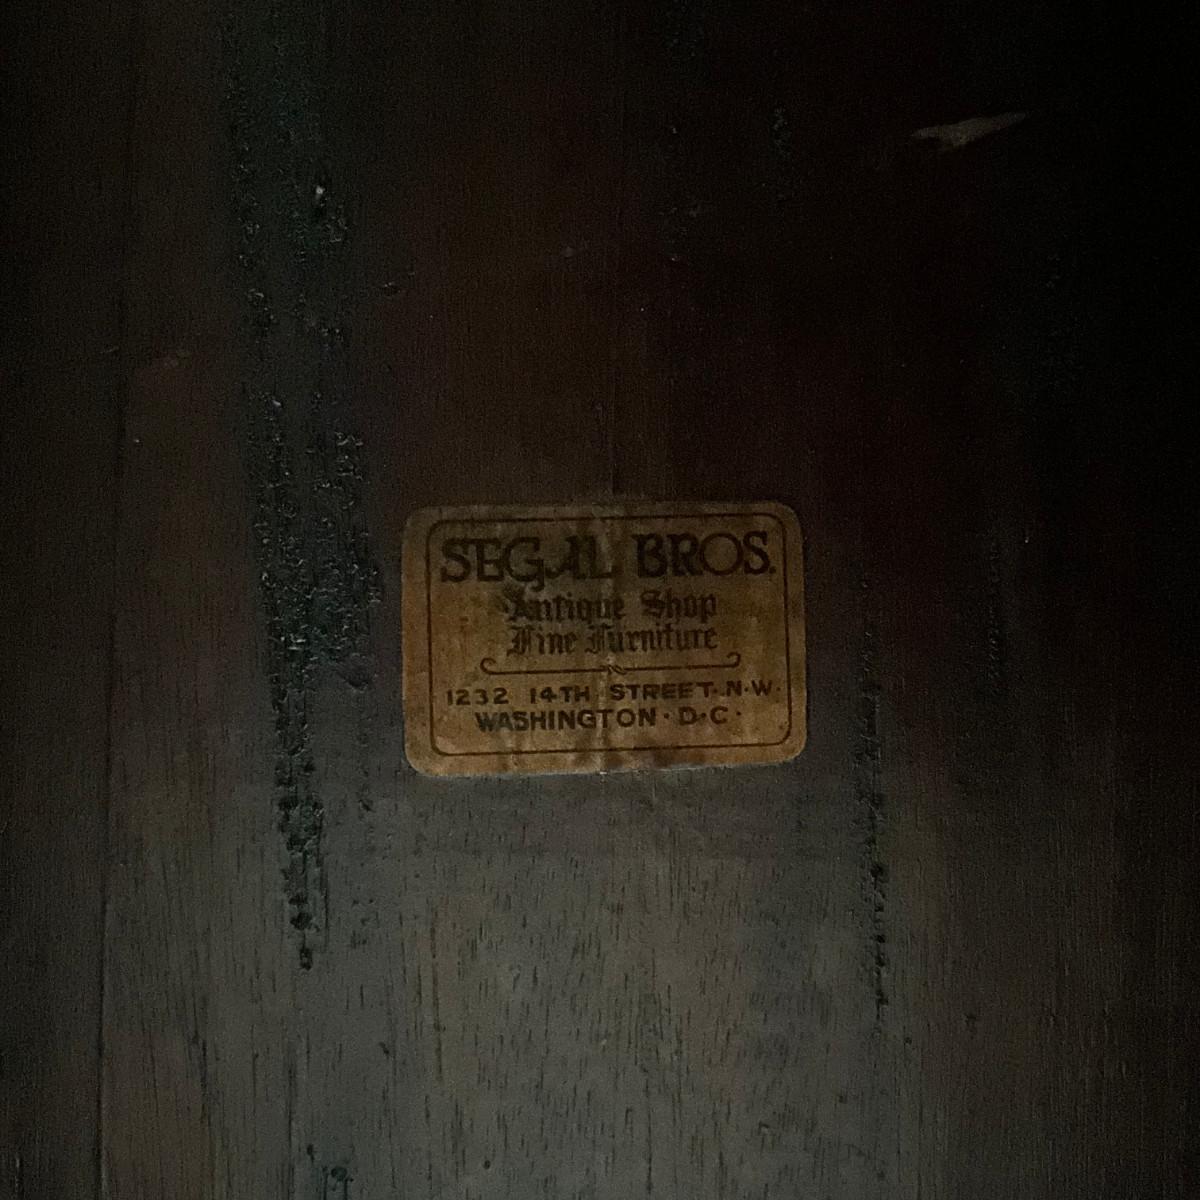 SEGAL BROS.
Antique Shop
Fine Furniture
1232 14TH STREET·N·W·
WASHINGTON·D·C·